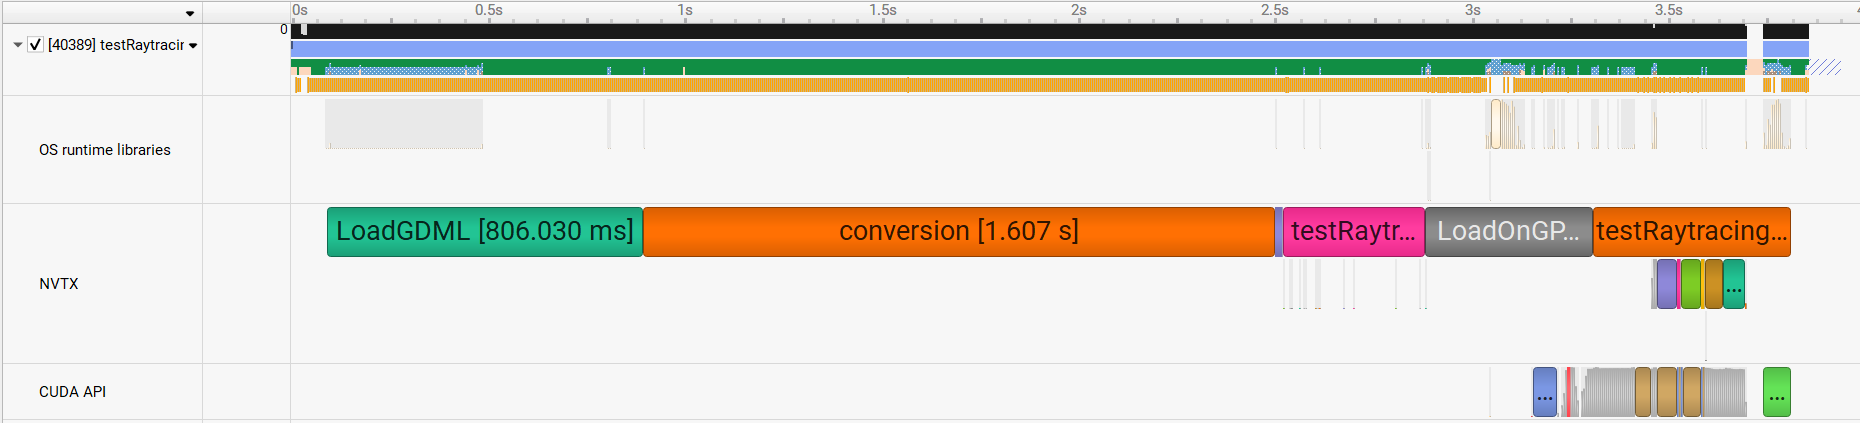 0s 0.5s 1s 1.5s 2s 2.5s 3s 3.5s
0
[40389] testRaytracir
OS runtime libraries
LoadGDML [806.030 ms] conversion [1.607 s] testRaytr... LoadOnGP... testRaytracing...
NVTX
...
CUDA API
... ...